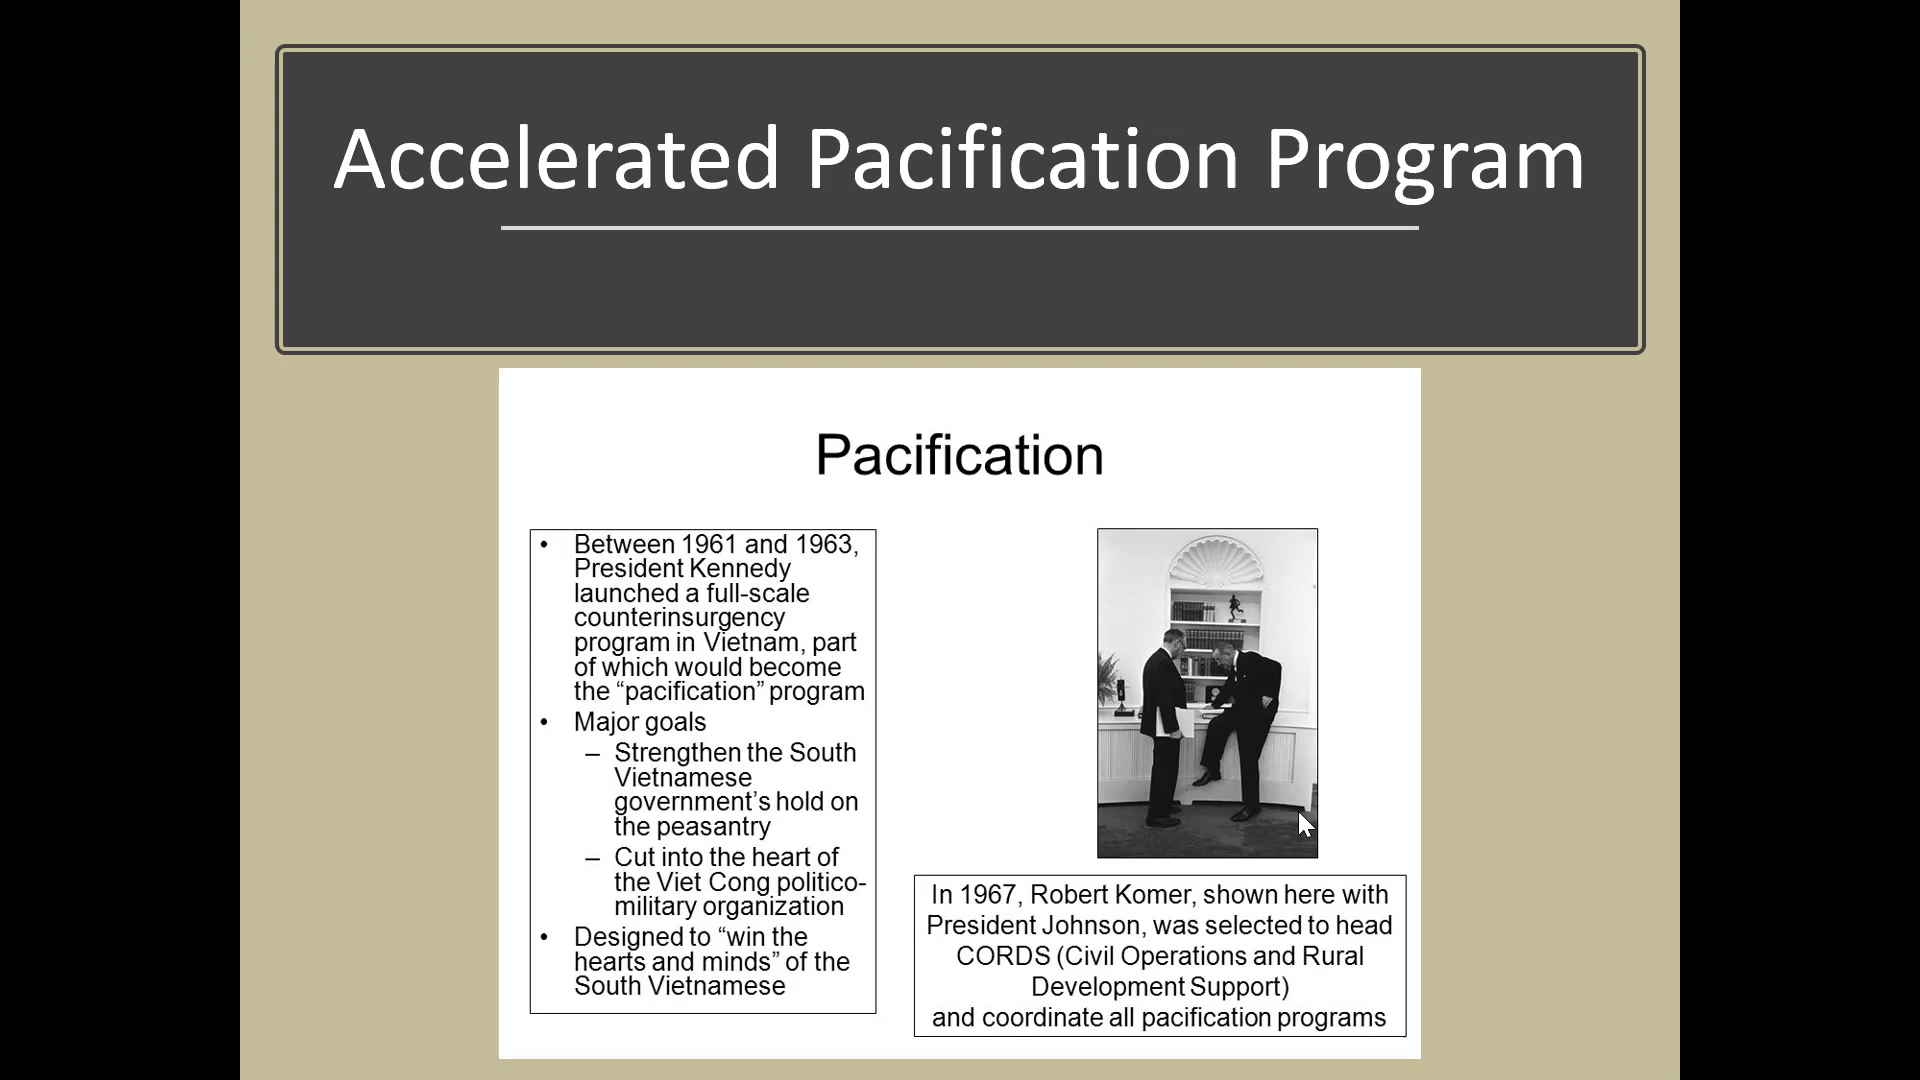 Accelerated Pacification Program
Pacification
• Between 1961 and 1963,
President Kennedy
launched a full-scale
counterinsurgency
program in Vietnam, part
of which would become
the “pacification” program
• Major goals
– Strengthen the South
Vietnamese
government’s hold on
the peasantry
– Cut into the heart of
the Viet Cong politico-
military organization
• Designed to “win the
hearts and minds” of the
South Vietnamese
In 1967, Robert Komer, shown here with
President Johnson, was selected to head
CORDS (Civil Operations and Rural
Development Support)
and coordinate all pacification programs